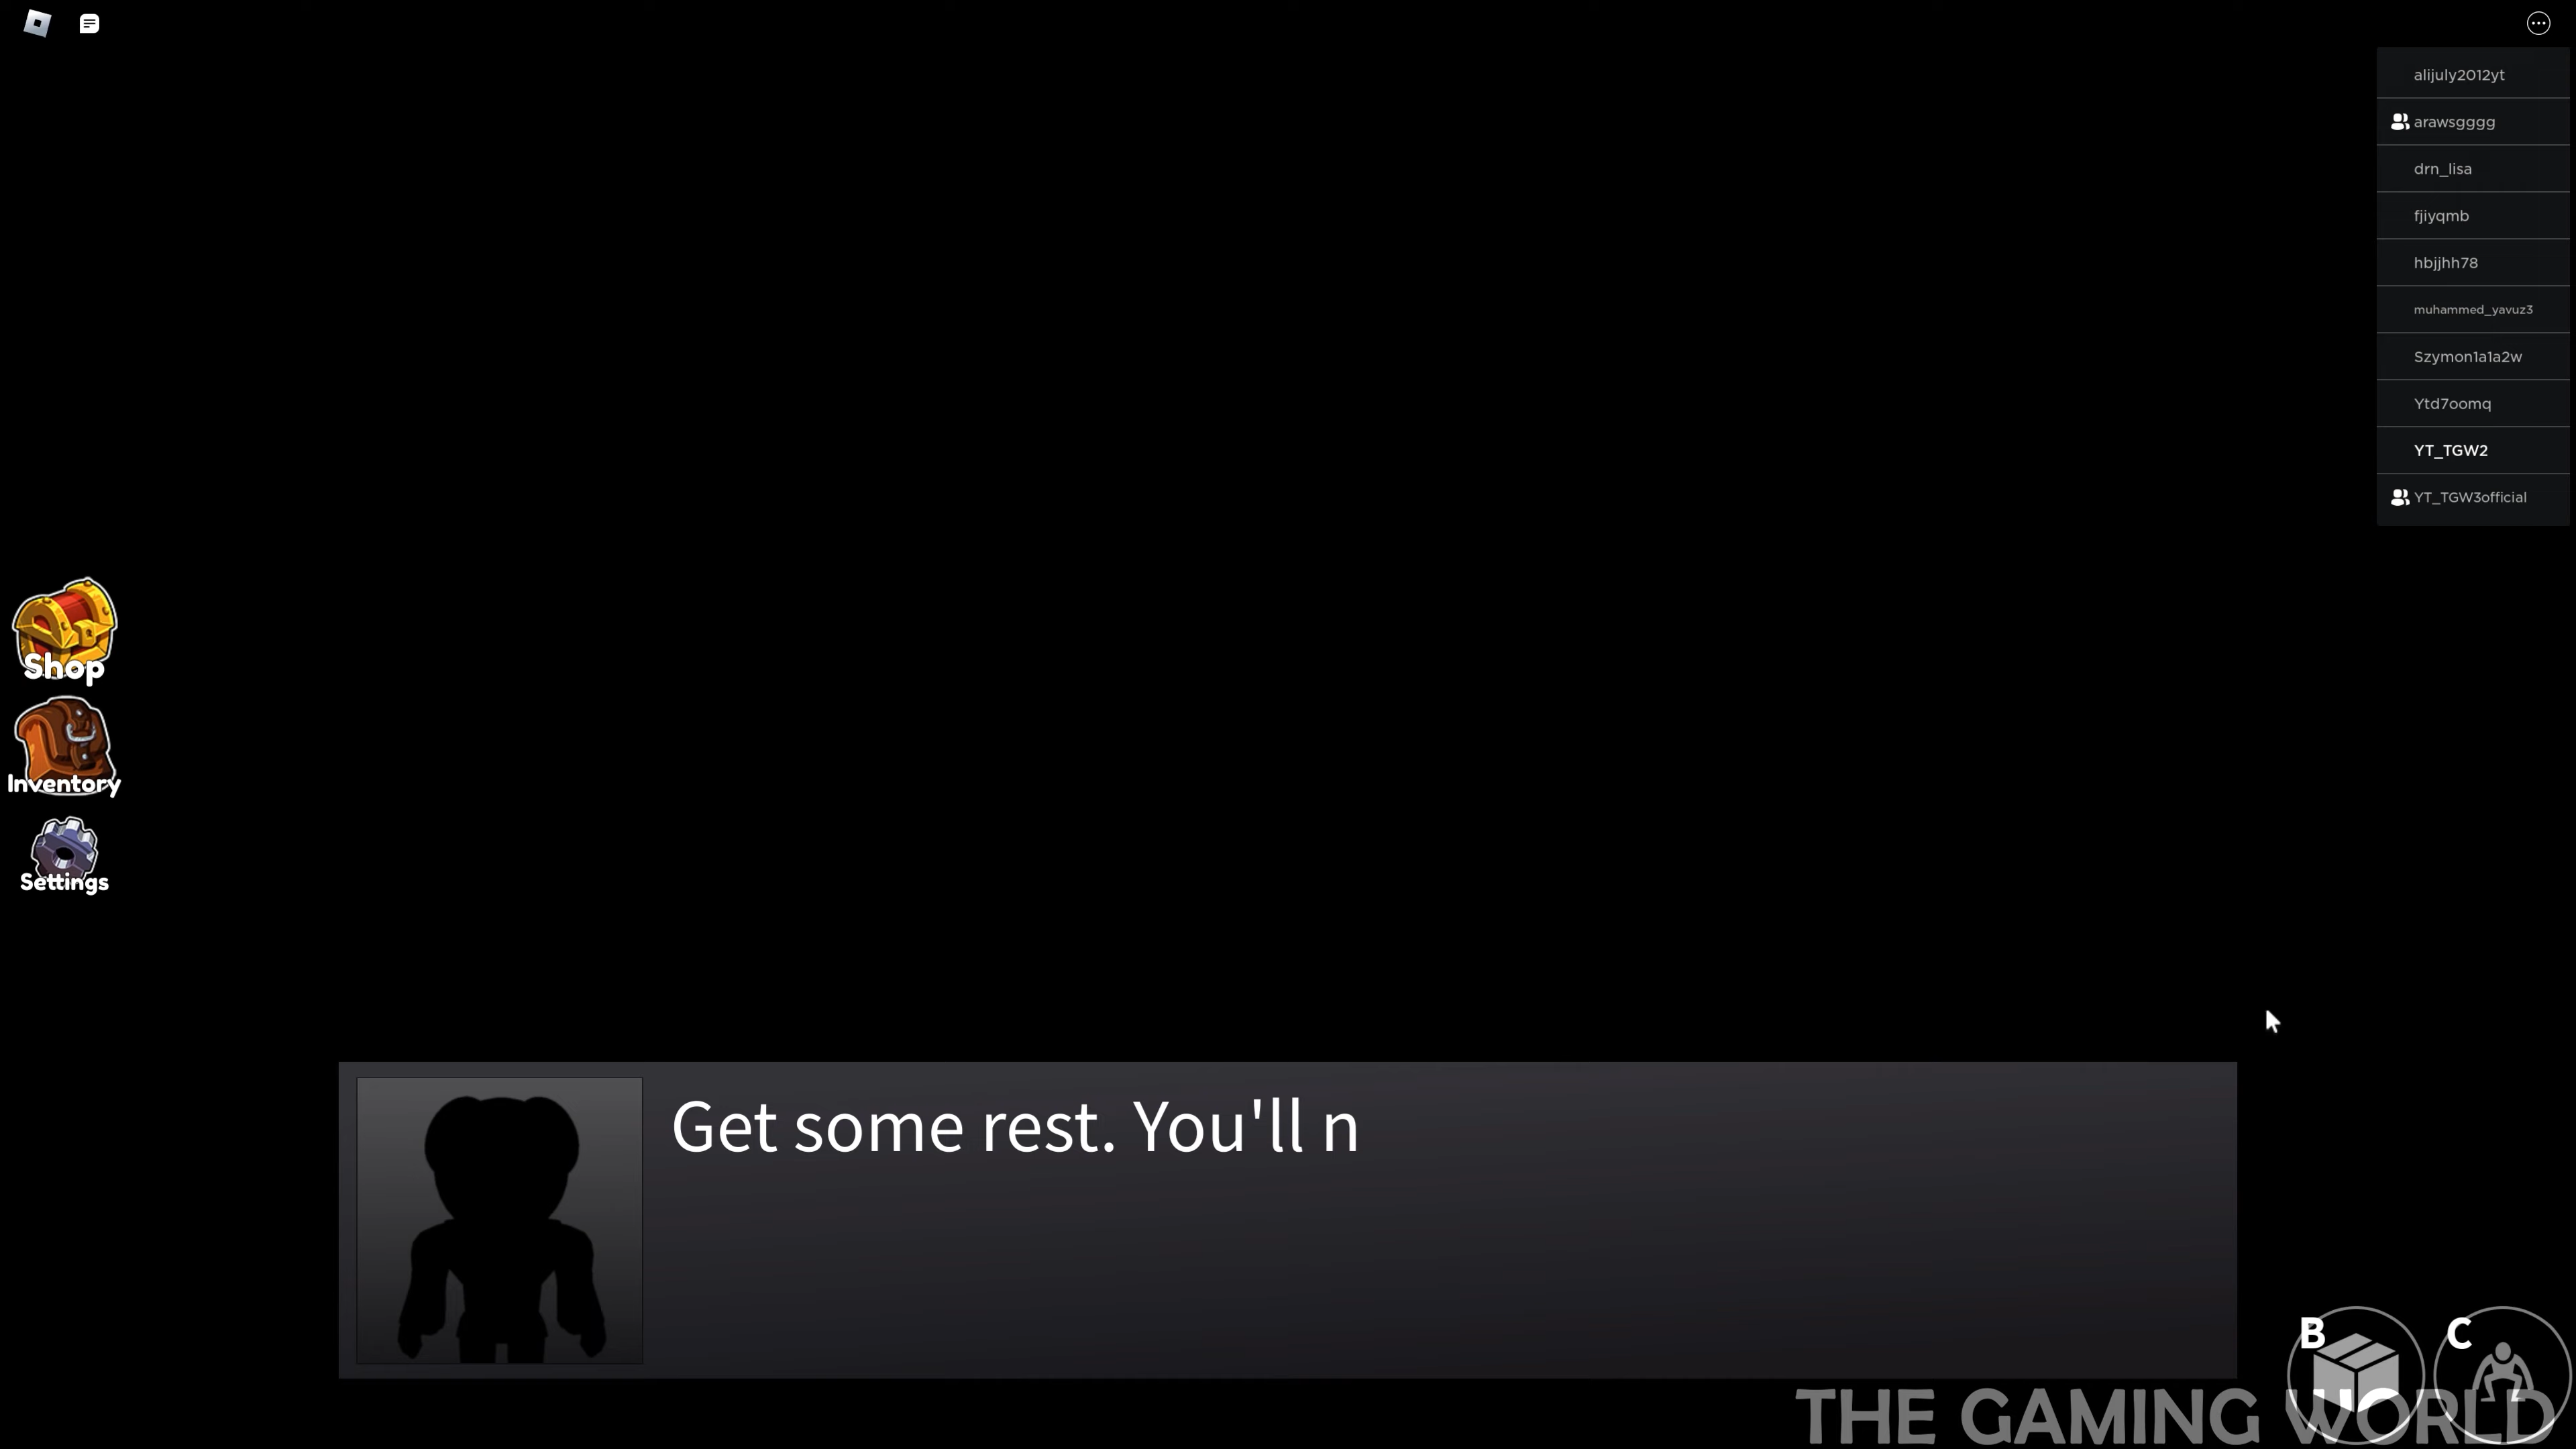 alijuly2012yt
arawsgggg
drn_lisa
fjiyqmb
hbjjhh78
muhammed_yavuz3
Szymon1a1a2w
Ytd7oomq
YT_TGW2
YT_TGW3official
Shop
Inventory
Settings
Get some rest. You'll n
B
C
THE GAMING WORLD